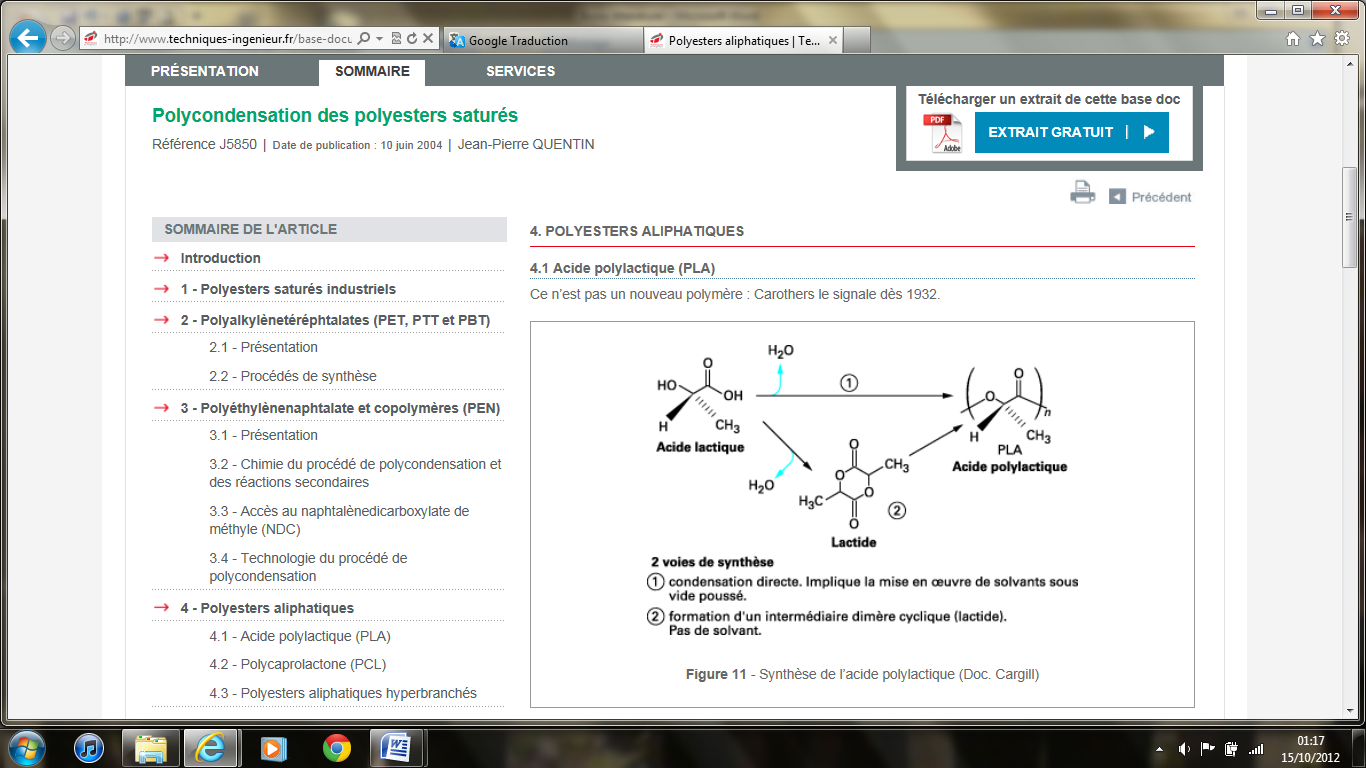 http://www.techniques-ingenieur.fr/base-docu
Google Traduction
Polyesters aliphatiques | Te...
PRÉSENTATION
SOMMAIRE
SERVICES
Polycondensation des polyesters saturés
Référence J5850 | Date de publication : 10 juin 2004 | Jean-Pierre QUENTIN
Télécharger un extrait de cette base doc
PDF
Adobe
EXTRAIT GRATUIT |
Précédent
SOMMAIRE DE L'ARTICLE
Introduction
1 - Polyesters saturés industriels
2 - Polyalkylènetéréphtalates (PET, PTT et PBT)
2.1 - Présentation
2.2 - Procédés de synthèse
3 - Polyéthylènenaphtalate et copolymères (PEN)
3.1 - Présentation
3.2 - Chimie du procédé de polycondensation et
des réactions secondaires
3.3 - Accès au naphtalènedicarboxylate de
méthyle (NDC)
3.4 - Technologie du procédé de
polycondensation
4 - Polyesters aliphatiques
4.1 - Acide polylactique (PLA)
4.2 - Polycaprolactone (PCL)
4.3 - Polyesters aliphatiques hyperbranchés
4. POLYESTERS ALIPHATIQUES
4.1 Acide polylactique (PLA)
Ce n'est pas un nouveau polymère : Carothers le signale dès 1932.
H2O
O
HO
OH
H
CH3
Acide lactique
1
O
O
n
H
CH3
PLA
Acide polylactique
H2O
O
O
CH3
H3C
O
O
2
Lactide
2 voies de synthèse
1 condensation directe. Implique la mise en œuvre de solvants sous
vide poussé.
2 formation d'un intermédiaire dimère cyclique (lactide).
Pas de solvant.
Figure 11 - Synthèse de l'acide polylactique (Doc. Cargill)
01:17
15/10/2012